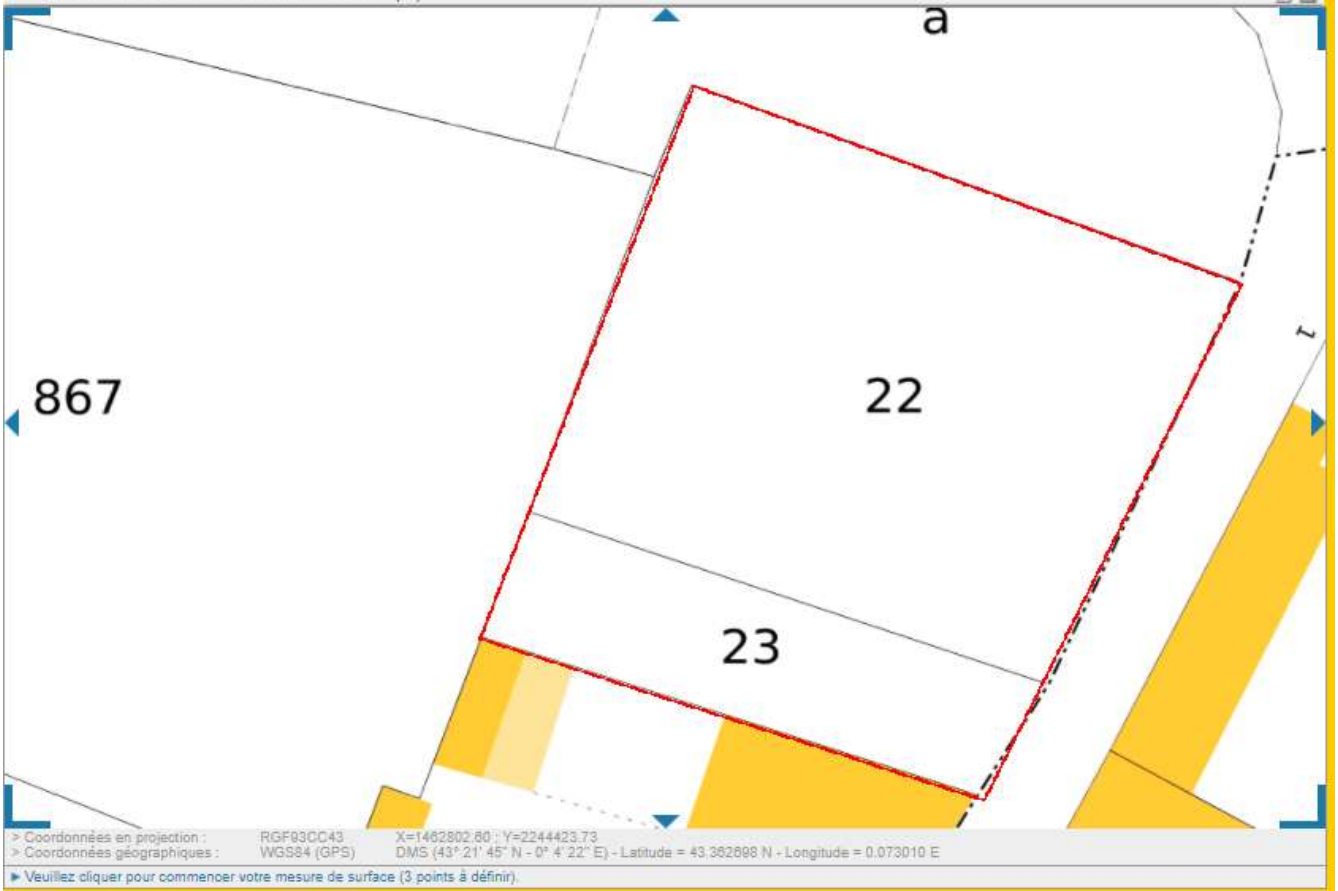 a
1
867
22
23
> Coordonnées en projection : RGF93CC43 X=1462802.60 ; Y=2244423.73
> Coordonnées géographiques : WGS84 (GPS) DMS (43° 21' 45" N - 0° 4' 22" E) - Latitude = 43.362698 N - Longitude = 0.073010 E
► Veuillez cliquer pour commencer votre mesure de surface (3 points à définir).